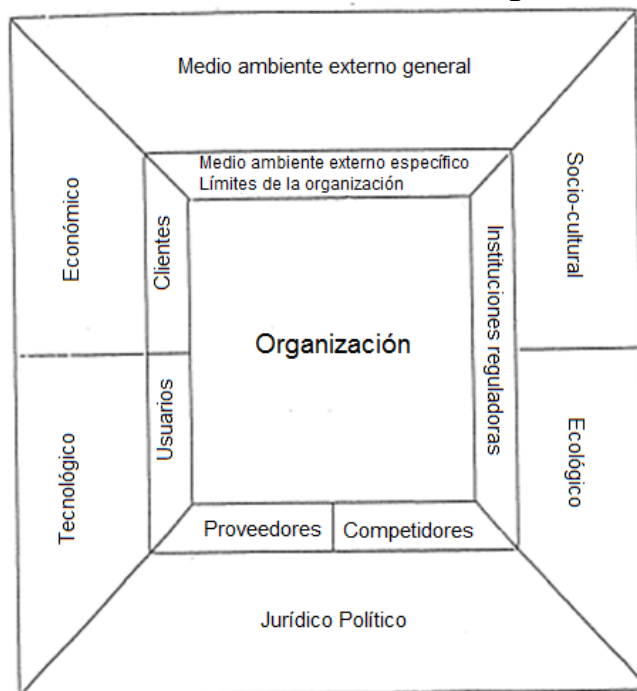 Medio ambiente externo general
Medio ambiente externo específico
Límites de la organización
Económico
Clientes
Organización
Instituciones reguladoras
Socio-cultural
Tecnológico
Usuarios
Ecológico
Proveedores
Competidores
Jurídico Político